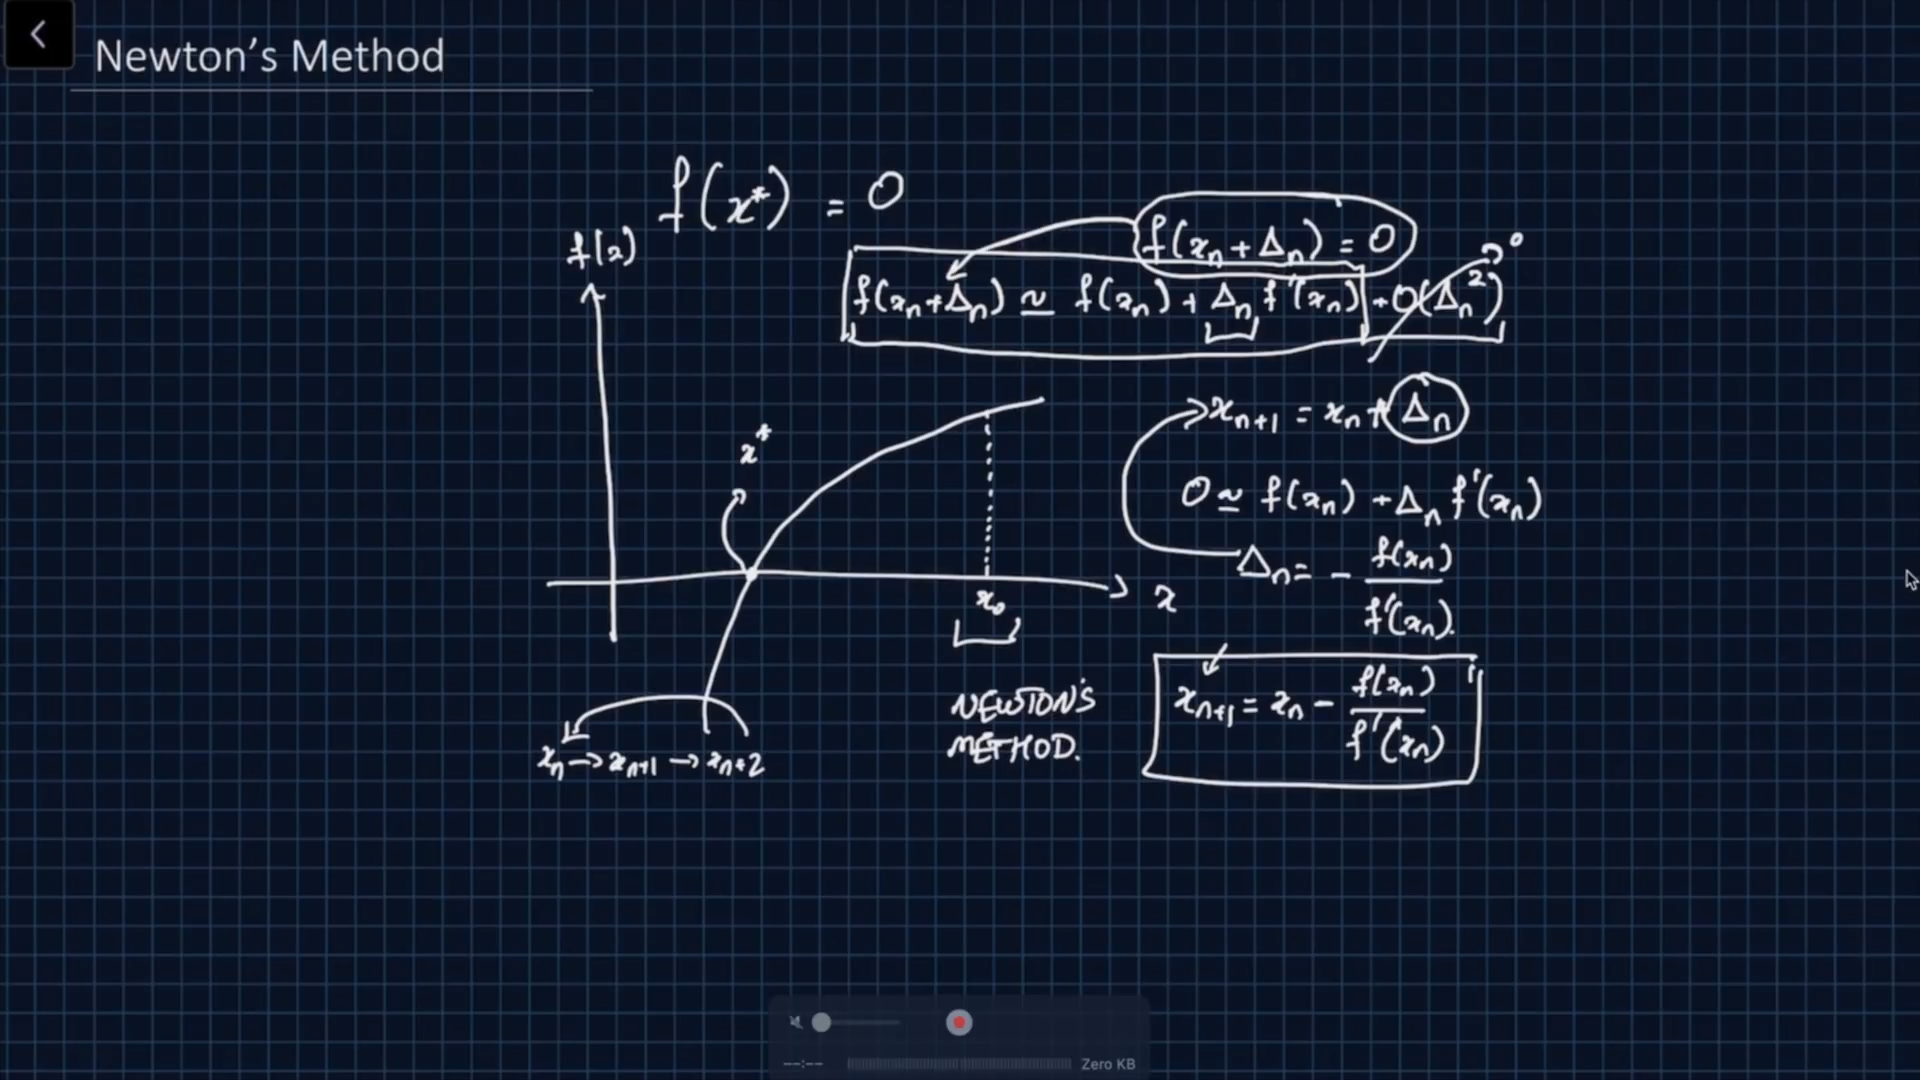 Newton's Method
f(x*) = 0
f(x)
f(xₙ + Δₙ) = 0
f(xₙ+Δₙ) ≃ f(xₙ) + Δₙ f'(xₙ) + O(Δₙ²) 0
x*
xₙ₊₁ = xₙ + Δₙ
0 ≃ f(xₙ) + Δₙ f'(xₙ)
Δₙ = - f(xₙ) / f'(xₙ)
x₀
x
NEWTON'S
METHOD.
xₙ₊₁ = xₙ - f(xₙ) / f'(xₙ)
xₙ → xₙ₊₁ → xₙ₊₂
--:--
Zero KB